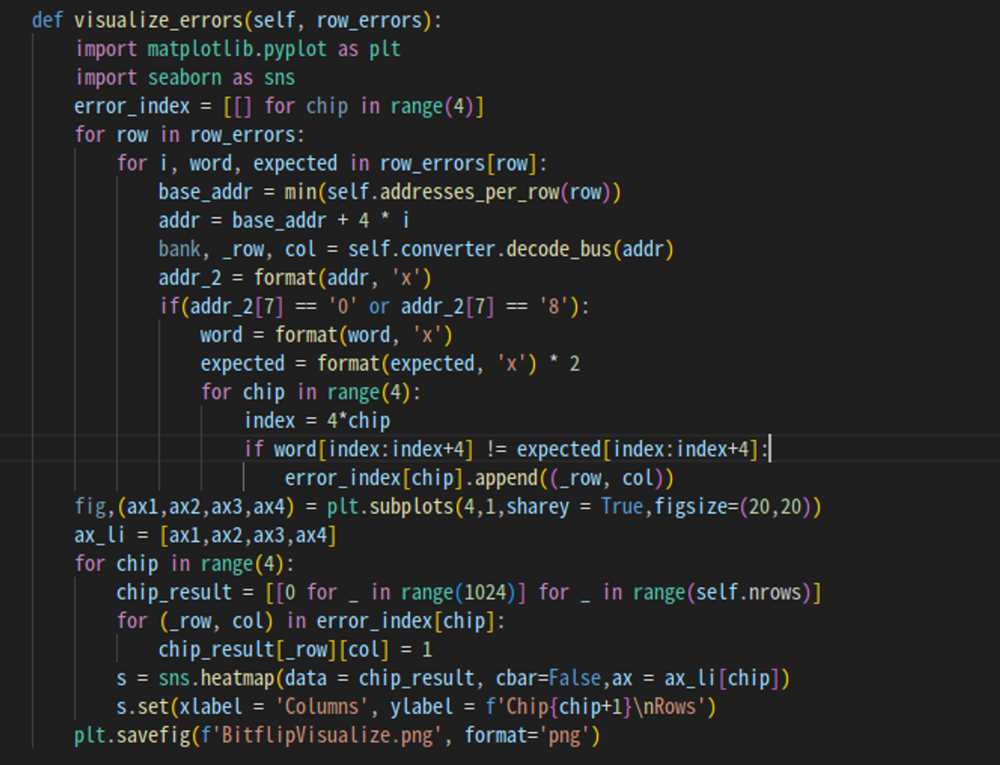 def visualize_errors(self, row_errors):
    import matplotlib.pyplot as plt
    import seaborn as sns
    error_index = [[] for chip in range(4)]
    for row in row_errors:
        for i, word, expected in row_errors[row]:
            base_addr = min(self.addresses_per_row(row))
            addr = base_addr + 4 * i
            bank, _row, col = self.converter.decode_bus(addr)
            addr_2 = format(addr, 'x')
            if(addr_2[7] == '0' or addr_2[7] == '8'):
                word = format(word, 'x')
                expected = format(expected, 'x') * 2
                for chip in range(4):
                    index = 4*chip
                    if word[index:index+4] != expected[index:index+4]:
                        error_index[chip].append((_row, col))
    fig,(ax1,ax2,ax3,ax4) = plt.subplots(4,1,sharey = True,figsize=(20,20))
    ax_li = [ax1,ax2,ax3,ax4]
    for chip in range(4):
        chip_result = [[0 for _ in range(1024)] for _ in range(self.nrows)]
        for (_row, col) in error_index[chip]:
            chip_result[_row][col] = 1
        s = sns.heatmap(data = chip_result, cbar=False,ax = ax_li[chip])
        s.set(xlabel = 'Columns', ylabel = f'Chip{chip+1}\nRows')
    plt.savefig(f'BitflipVisualize.png', format='png')